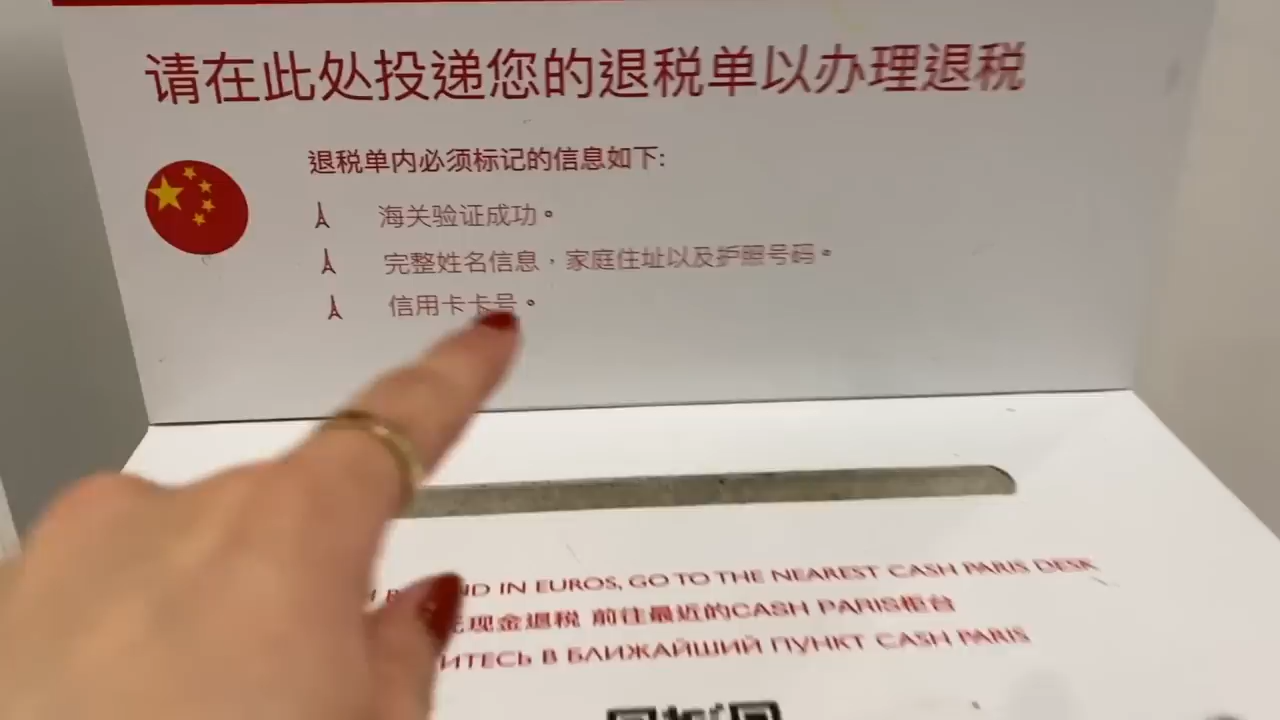 请在此处投递您的退税单以办理退税
退税单内必须标记的信息如下:
海关验证成功。
完整姓名信息，家庭住址以及护照号码。
信用卡卡号。
IN EUROS, GO TO THE NEAREST CASH PARIS DESK
现金退税 前往最近的CASH PARIS柜台
В БЛИЖАЙШИЙ ПУНКТ CASH PARIS